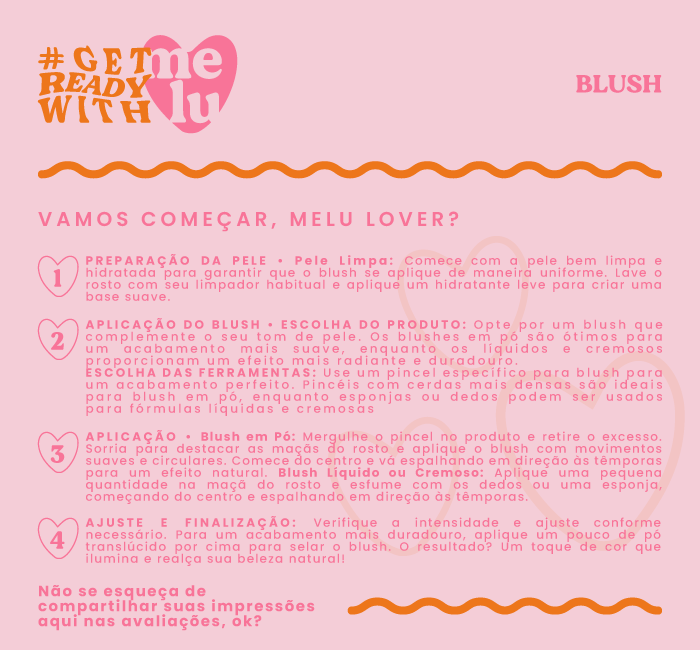 #GET
READY
WITH
me
lu
BLUSH
VAMOS COMEÇAR, MELU LOVER?
1
PREPARAÇÃO DA PELE • Pele Limpa: Comece com a pele bem limpa e
hidratada para garantir que o blush se aplique de maneira uniforme. Lave o
rosto com seu limpador habitual e aplique um hidratante leve para criar uma
base suave.
2
APLICAÇÃO DO BLUSH • ESCOLHA DO PRODUTO: Opte por um blush que
complemente o seu tom de pele. Os blushes em pó são ótimos para
um acabamento mais suave, enquanto os líquidos e cremosos
proporcionam um efeito mais radiante e duradouro.
ESCOLHA DAS FERRAMENTAS: Use um pincel específico para blush para
um acabamento perfeito. Pincéis com cerdas mais densas são ideais
para blush em pó, enquanto esponjas ou dedos podem ser usados
para fórmulas líquidas e cremosas
3
APLICAÇÃO • Blush em Pó: Mergulhe o pincel no produto e retire o excesso.
Sorria para destacar as maçãs do rosto e aplique o blush com movimentos
suaves e circulares. Comece do centro e vá espalhando em direção às têmporas
para um efeito natural. Blush Líquido ou Cremoso: Aplique uma pequena
quantidade na maçã do rosto e esfume com os dedos ou uma esponja,
começando do centro e espalhando em direção às têmporas.
4
AJUSTE E FINALIZAÇÃO: Verifique a intensidade e ajuste conforme
necessário. Para um acabamento mais duradouro, aplique um pouco de pó
translúcido por cima para selar o blush. O resultado? Um toque de cor que
ilumina e realça sua beleza natural!
Não se esqueça de
compartilhar suas impressões
aqui nas avaliações, ok?